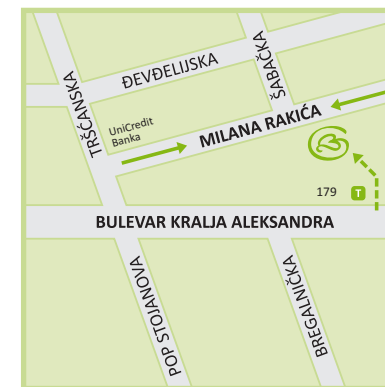 ĐEVĐELIJSKA
ŠABAČKA
TRŠĆANSKA
UniCredit
Banka
MILANA RAKIĆA
179
T
BULEVAR KRALJA ALEKSANDRA
POP STOJANOVA
BREGALNIČKA